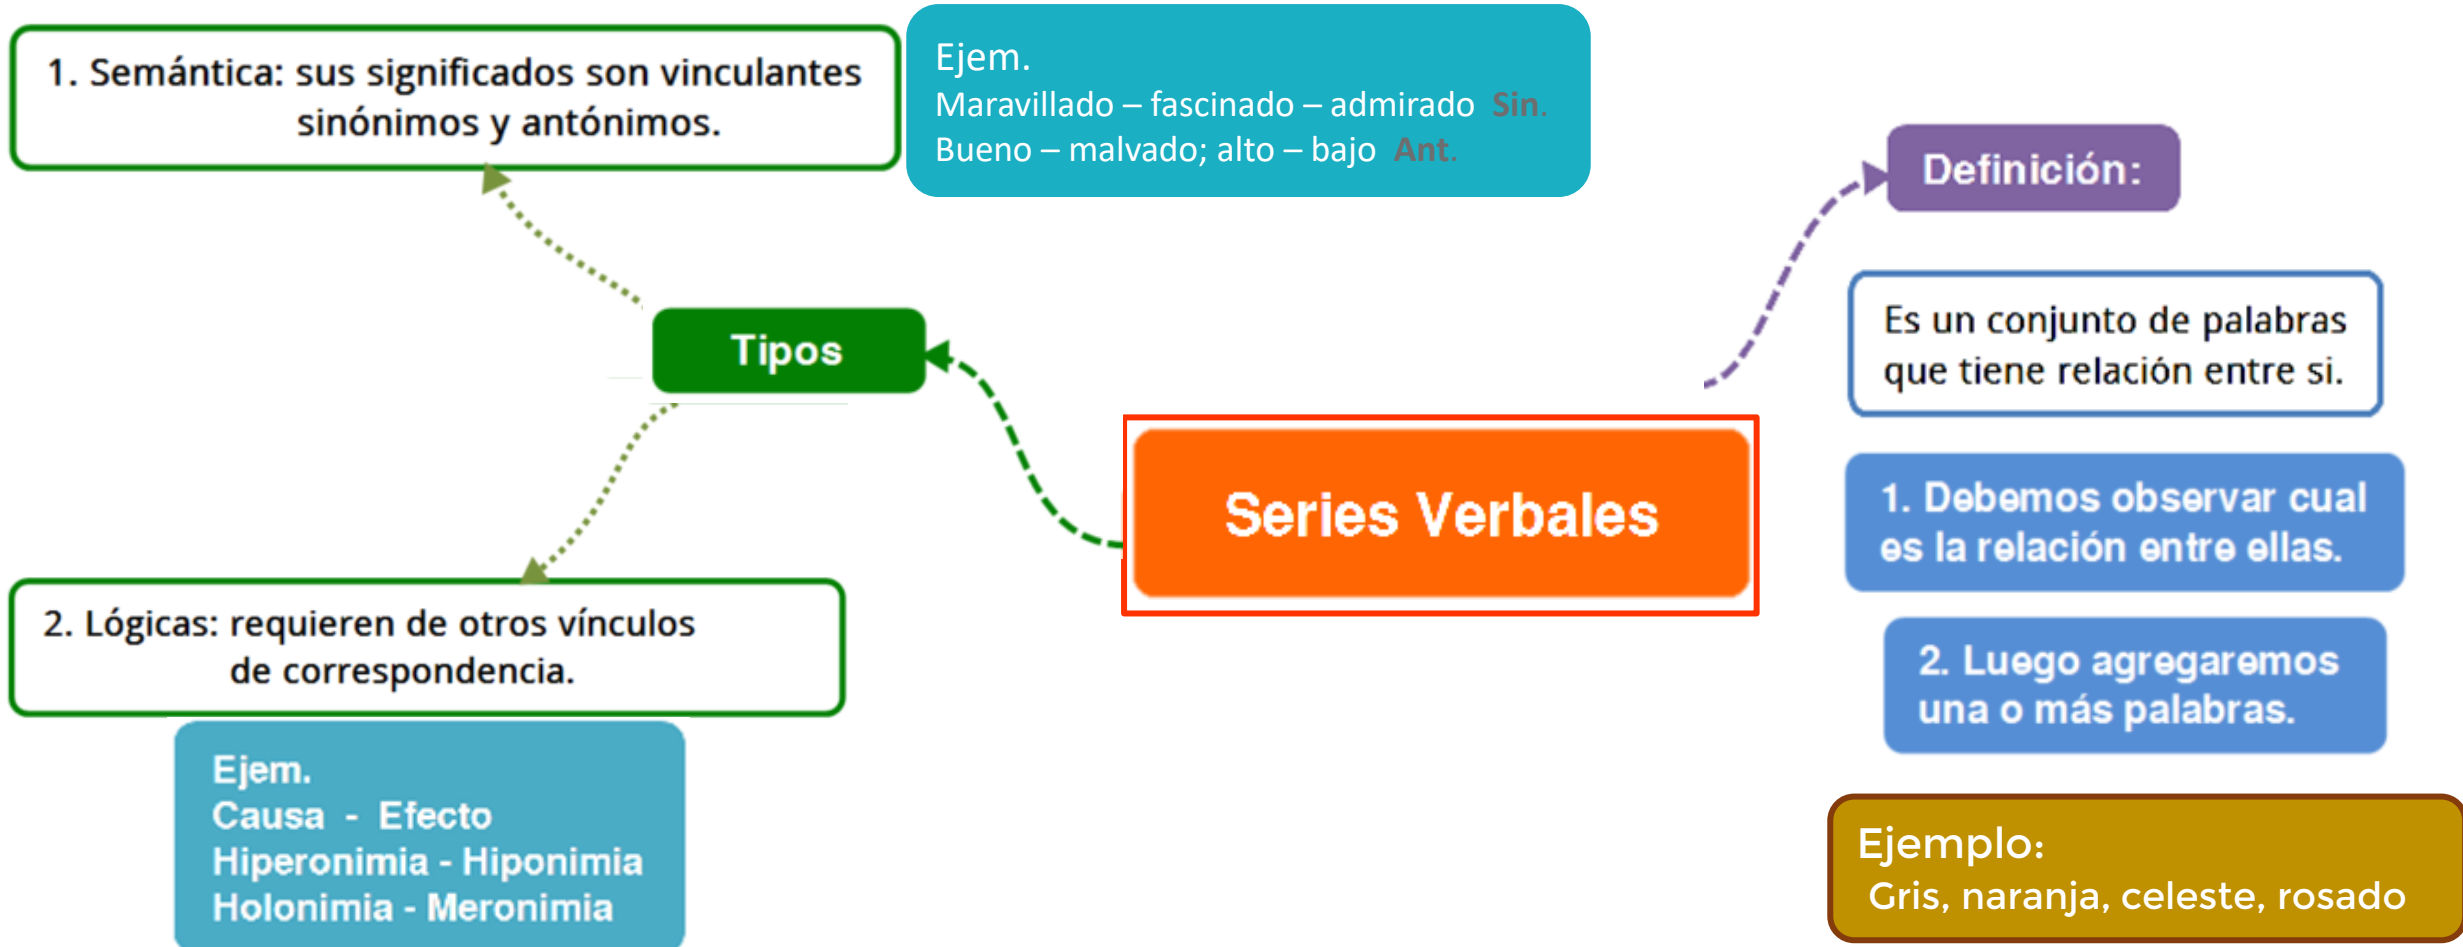 1. Semántica: sus significados son vinculantes
sinónimos y antónimos.
Ejem.
Maravillado – fascinado – admirado Sin.
Bueno – malvado; alto – bajo Ant.
Definición:
Es un conjunto de palabras
que tiene relación entre si.
Tipos
Series Verbales
1. Debemos observar cual
es la relación entre ellas.
2. Luego agregaremos
una o más palabras.
2. Lógicas: requieren de otros vínculos
de correspondencia.
Ejem.
Causa - Efecto
Hiperonimia - Hiponimia
Holonimia - Meronimia
Ejemplo:
Gris, naranja, celeste, rosado